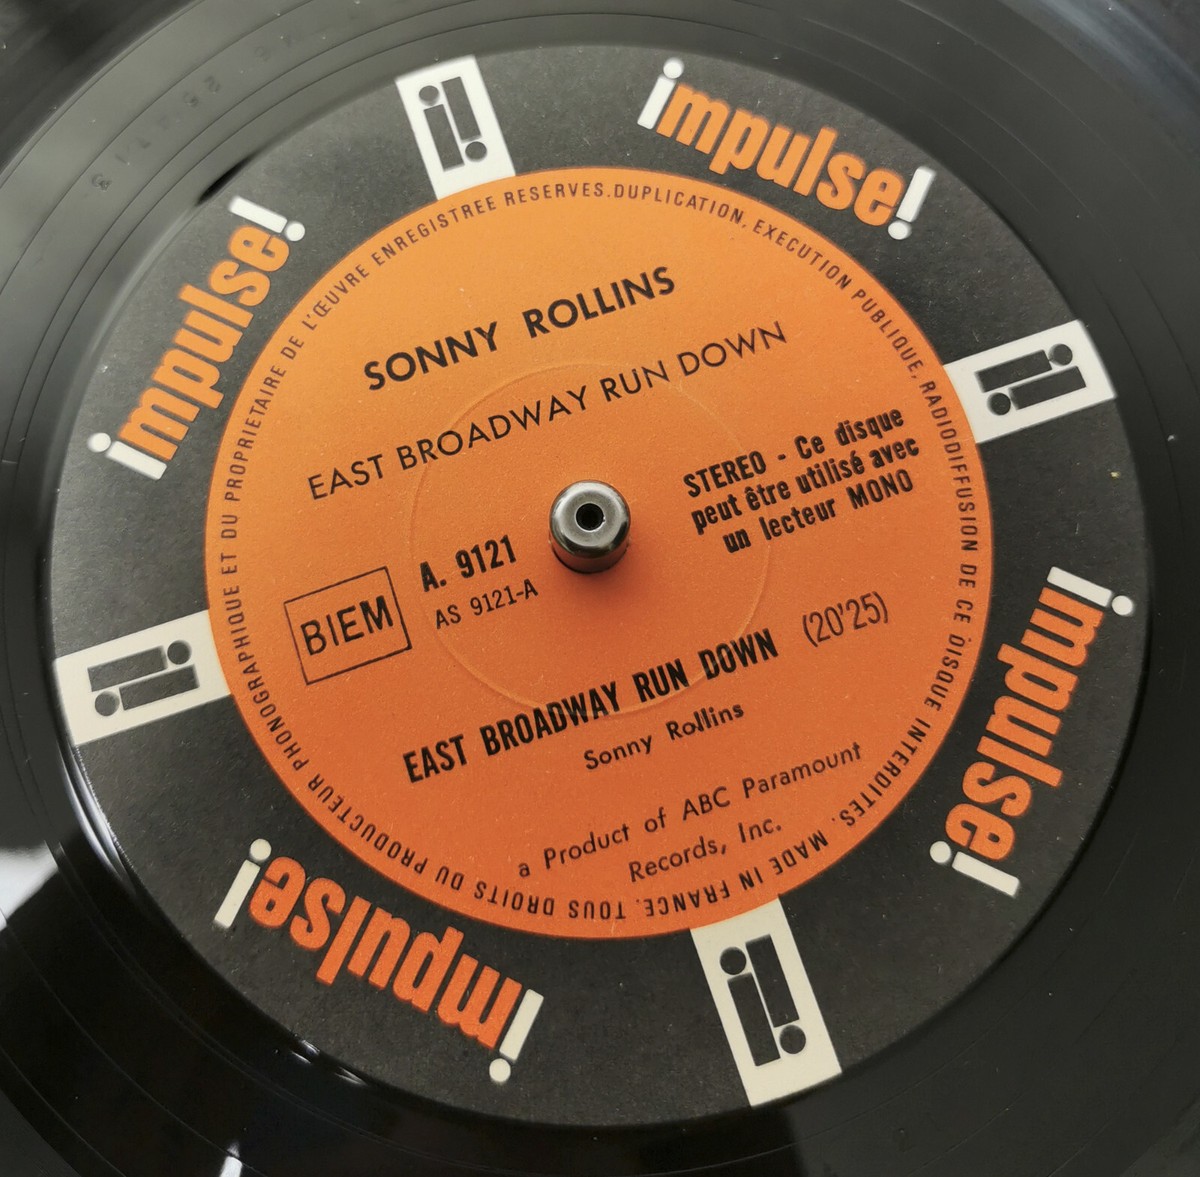 impulse!
impulse!
impulse!
impulse!
SONNY ROLLINS
EAST BROADWAY RUN DOWN
STEREO - Ce disque
peut être utilisé avec
un lecteur MONO
A. 9121
AS 9121-A
BIEM
EAST BROADWAY RUN DOWN (20'25)
Sonny Rollins
a Product of ABC Paramount
Records, Inc.
TOUS DROITS DU PRODUCTEUR PHONOGRAPHIQUE ET DU PROPRIETAIRE DE L'ŒUVRE ENREGISTREE RESERVES. DUPLICATION, EXECUTION PUBLIQUE, RADIODIFFUSION DE CE DISQUE INTERDITES. MADE IN FRANCE.